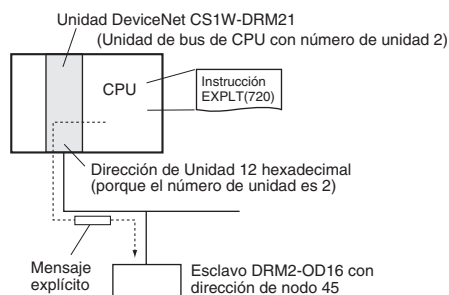 Unidad DeviceNet CS1W-DRM21
(Unidad de bus de CPU con número de unidad 2)
CPU
Instrucción
EXPLT(720)
Dirección de Unidad 12 hexadecimal
(porque el número de unidad es 2)
Mensaje
explícito
Esclavo DRM2-OD16 con
dirección de nodo 45